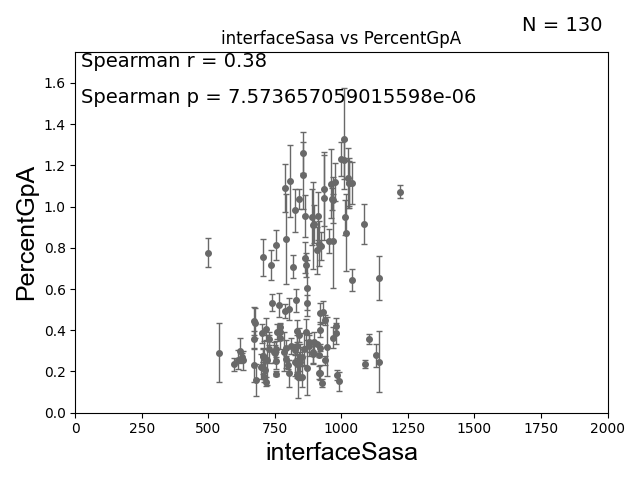 N = 130
interfaceSasa vs PercentGpA
Spearman r = 0.38
Spearman p = 7.573657059015598e-06
PercentGpA
1.6
1.4
1.2
1.0
0.8
0.6
0.4
0.2
0.0
0 250 500 750 1000 1250 1500 1750 2000
interfaceSasa